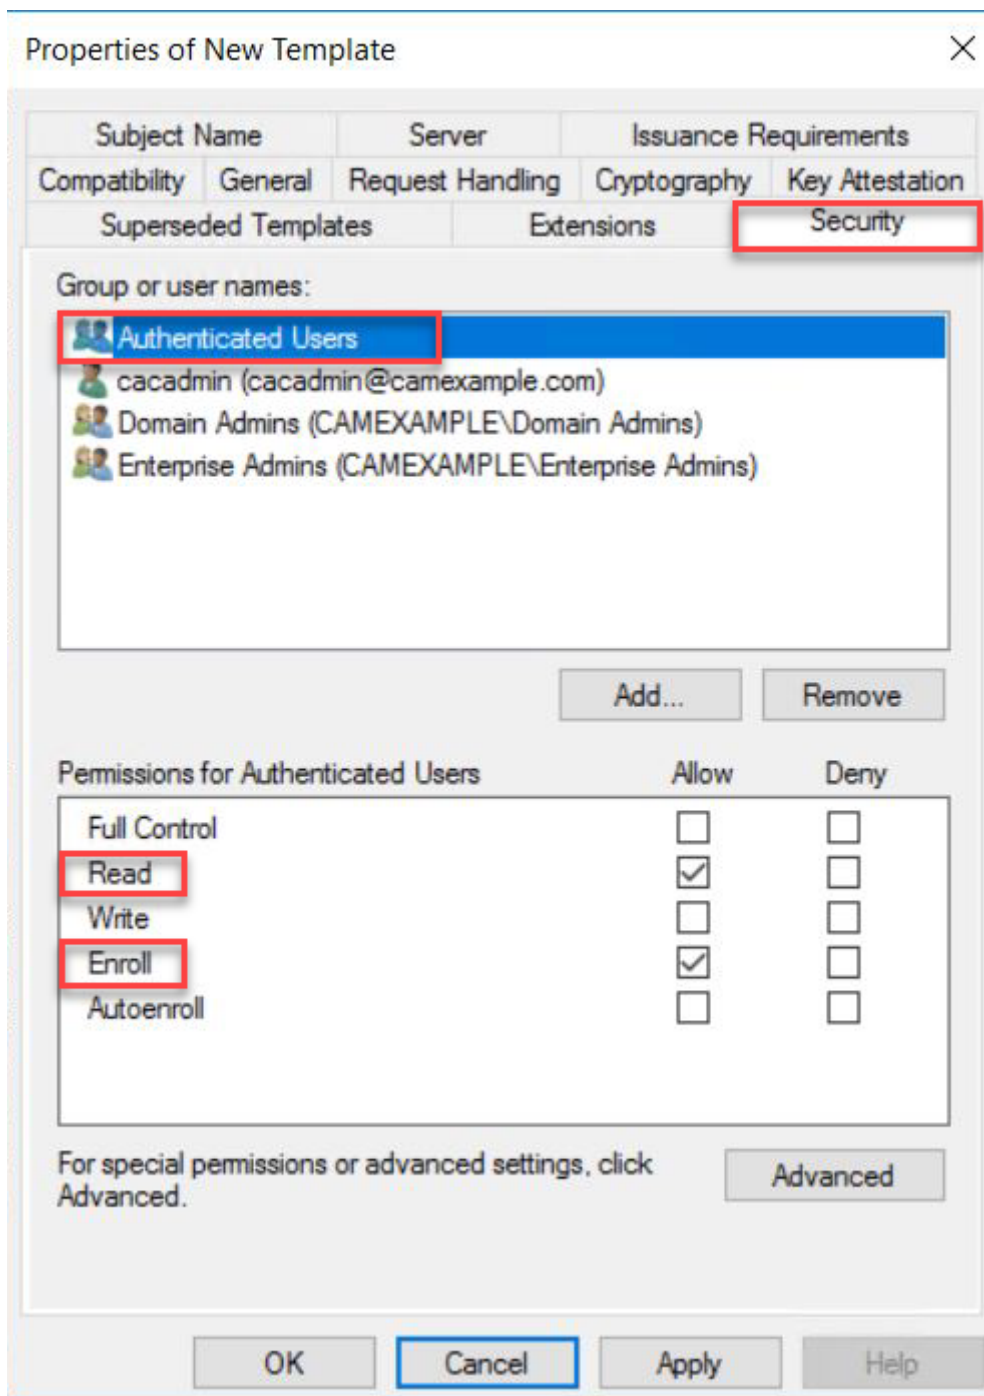 Properties of New Template
Subject Name Server Issuance Requirements
Compatibility General Request Handling Cryptography Key Attestation
Superseded Templates Extensions Security
Group or user names:
Authenticated Users
cacadmin (cacadmin@camexample.com)
Domain Admins (CAMEXAMPLE\Domain Admins)
Enterprise Admins (CAMEXAMPLE\Enterprise Admins)
Add... Remove
Permissions for Authenticated Users Allow Deny
Full Control
Read
Write
Enroll
Autoenroll
For special permissions or advanced settings, click
Advanced.
Advanced
OK Cancel Apply Help